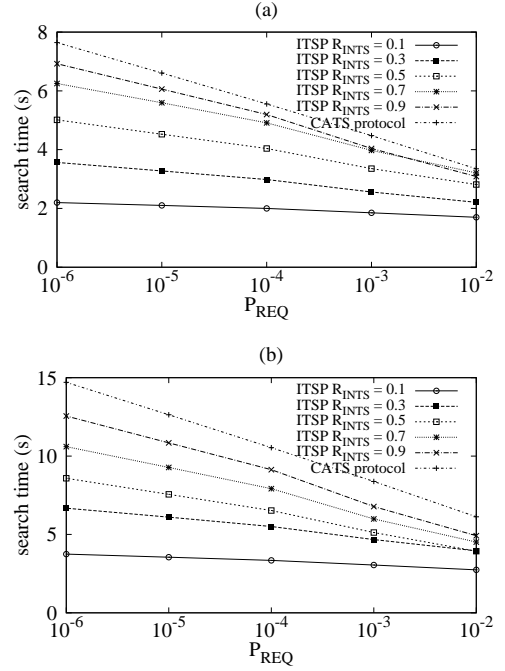 (a)
8
6
4
2
0
search time (s)
ITSP R_INTS = 0.1
ITSP R_INTS = 0.3
ITSP R_INTS = 0.5
ITSP R_INTS = 0.7
ITSP R_INTS = 0.9
CATS protocol
10^-6 10^-5 10^-4 10^-3 10^-2
P_REQ
(b)
15
10
5
0
search time (s)
ITSP R_INTS = 0.1
ITSP R_INTS = 0.3
ITSP R_INTS = 0.5
ITSP R_INTS = 0.7
ITSP R_INTS = 0.9
CATS protocol
10^-6 10^-5 10^-4 10^-3 10^-2
P_REQ